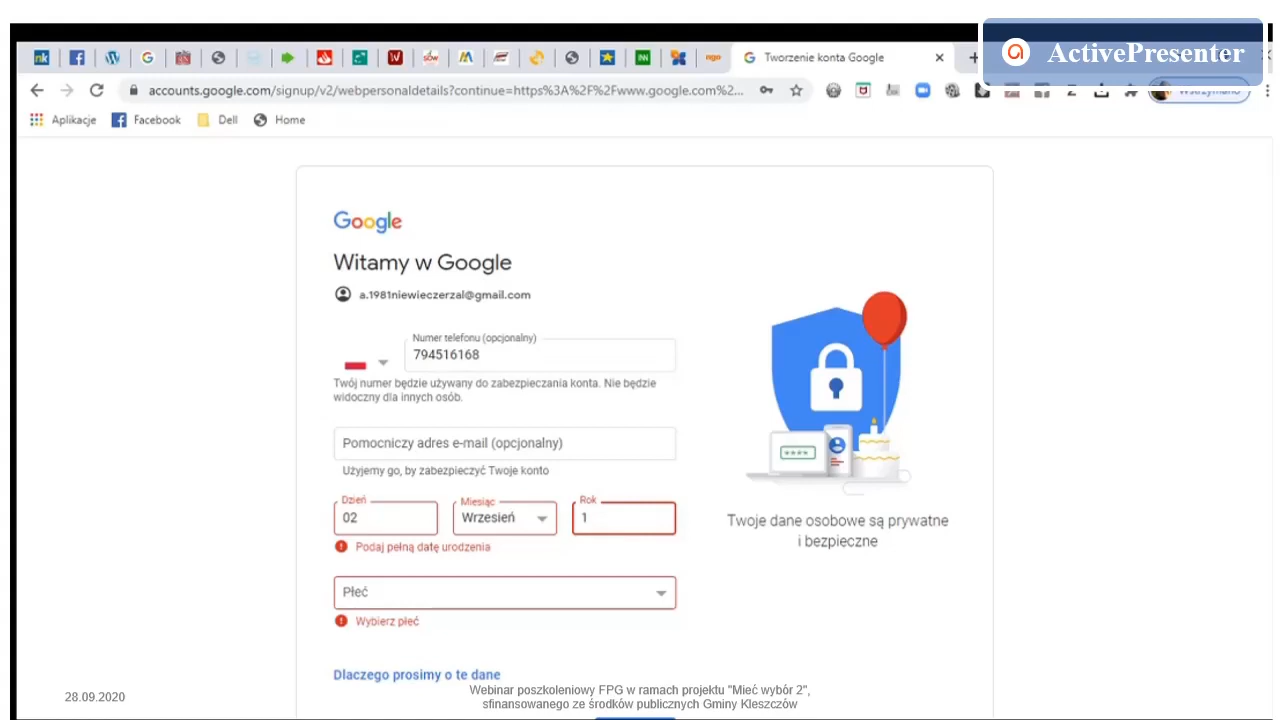 ActivePresenter
Tworzenie konta Google
accounts.google.com/signup/v2/webpersonaldetails?continue=https%3A%2F%2Fwww.google.com%2...
Wstrzymano
Aplikacje
Facebook
Dell
Home
Google
Witamy w Google
a.1981niewieczerzal@gmail.com
Numer telefonu (opcjonalny)
794516168
Twój numer będzie używany do zabezpieczania konta. Nie będzie
widoczny dla innych osób.
Pomocniczy adres e-mail (opcjonalny)
Użyjemy go, by zabezpieczyć Twoje konto
Dzień
Miesiąc
Rok
02
Wrzesień
1
Podaj pełną datę urodzenia
Płeć
Wybierz płeć
Twoje dane osobowe są prywatne
i bezpieczne
Dlaczego prosimy o te dane
28.09.2020
Webinar poszkoleniowy FPG w ramach projektu "Mieć wybór 2",
sfinansowanego ze środków publicznych Gminy Kleszczów